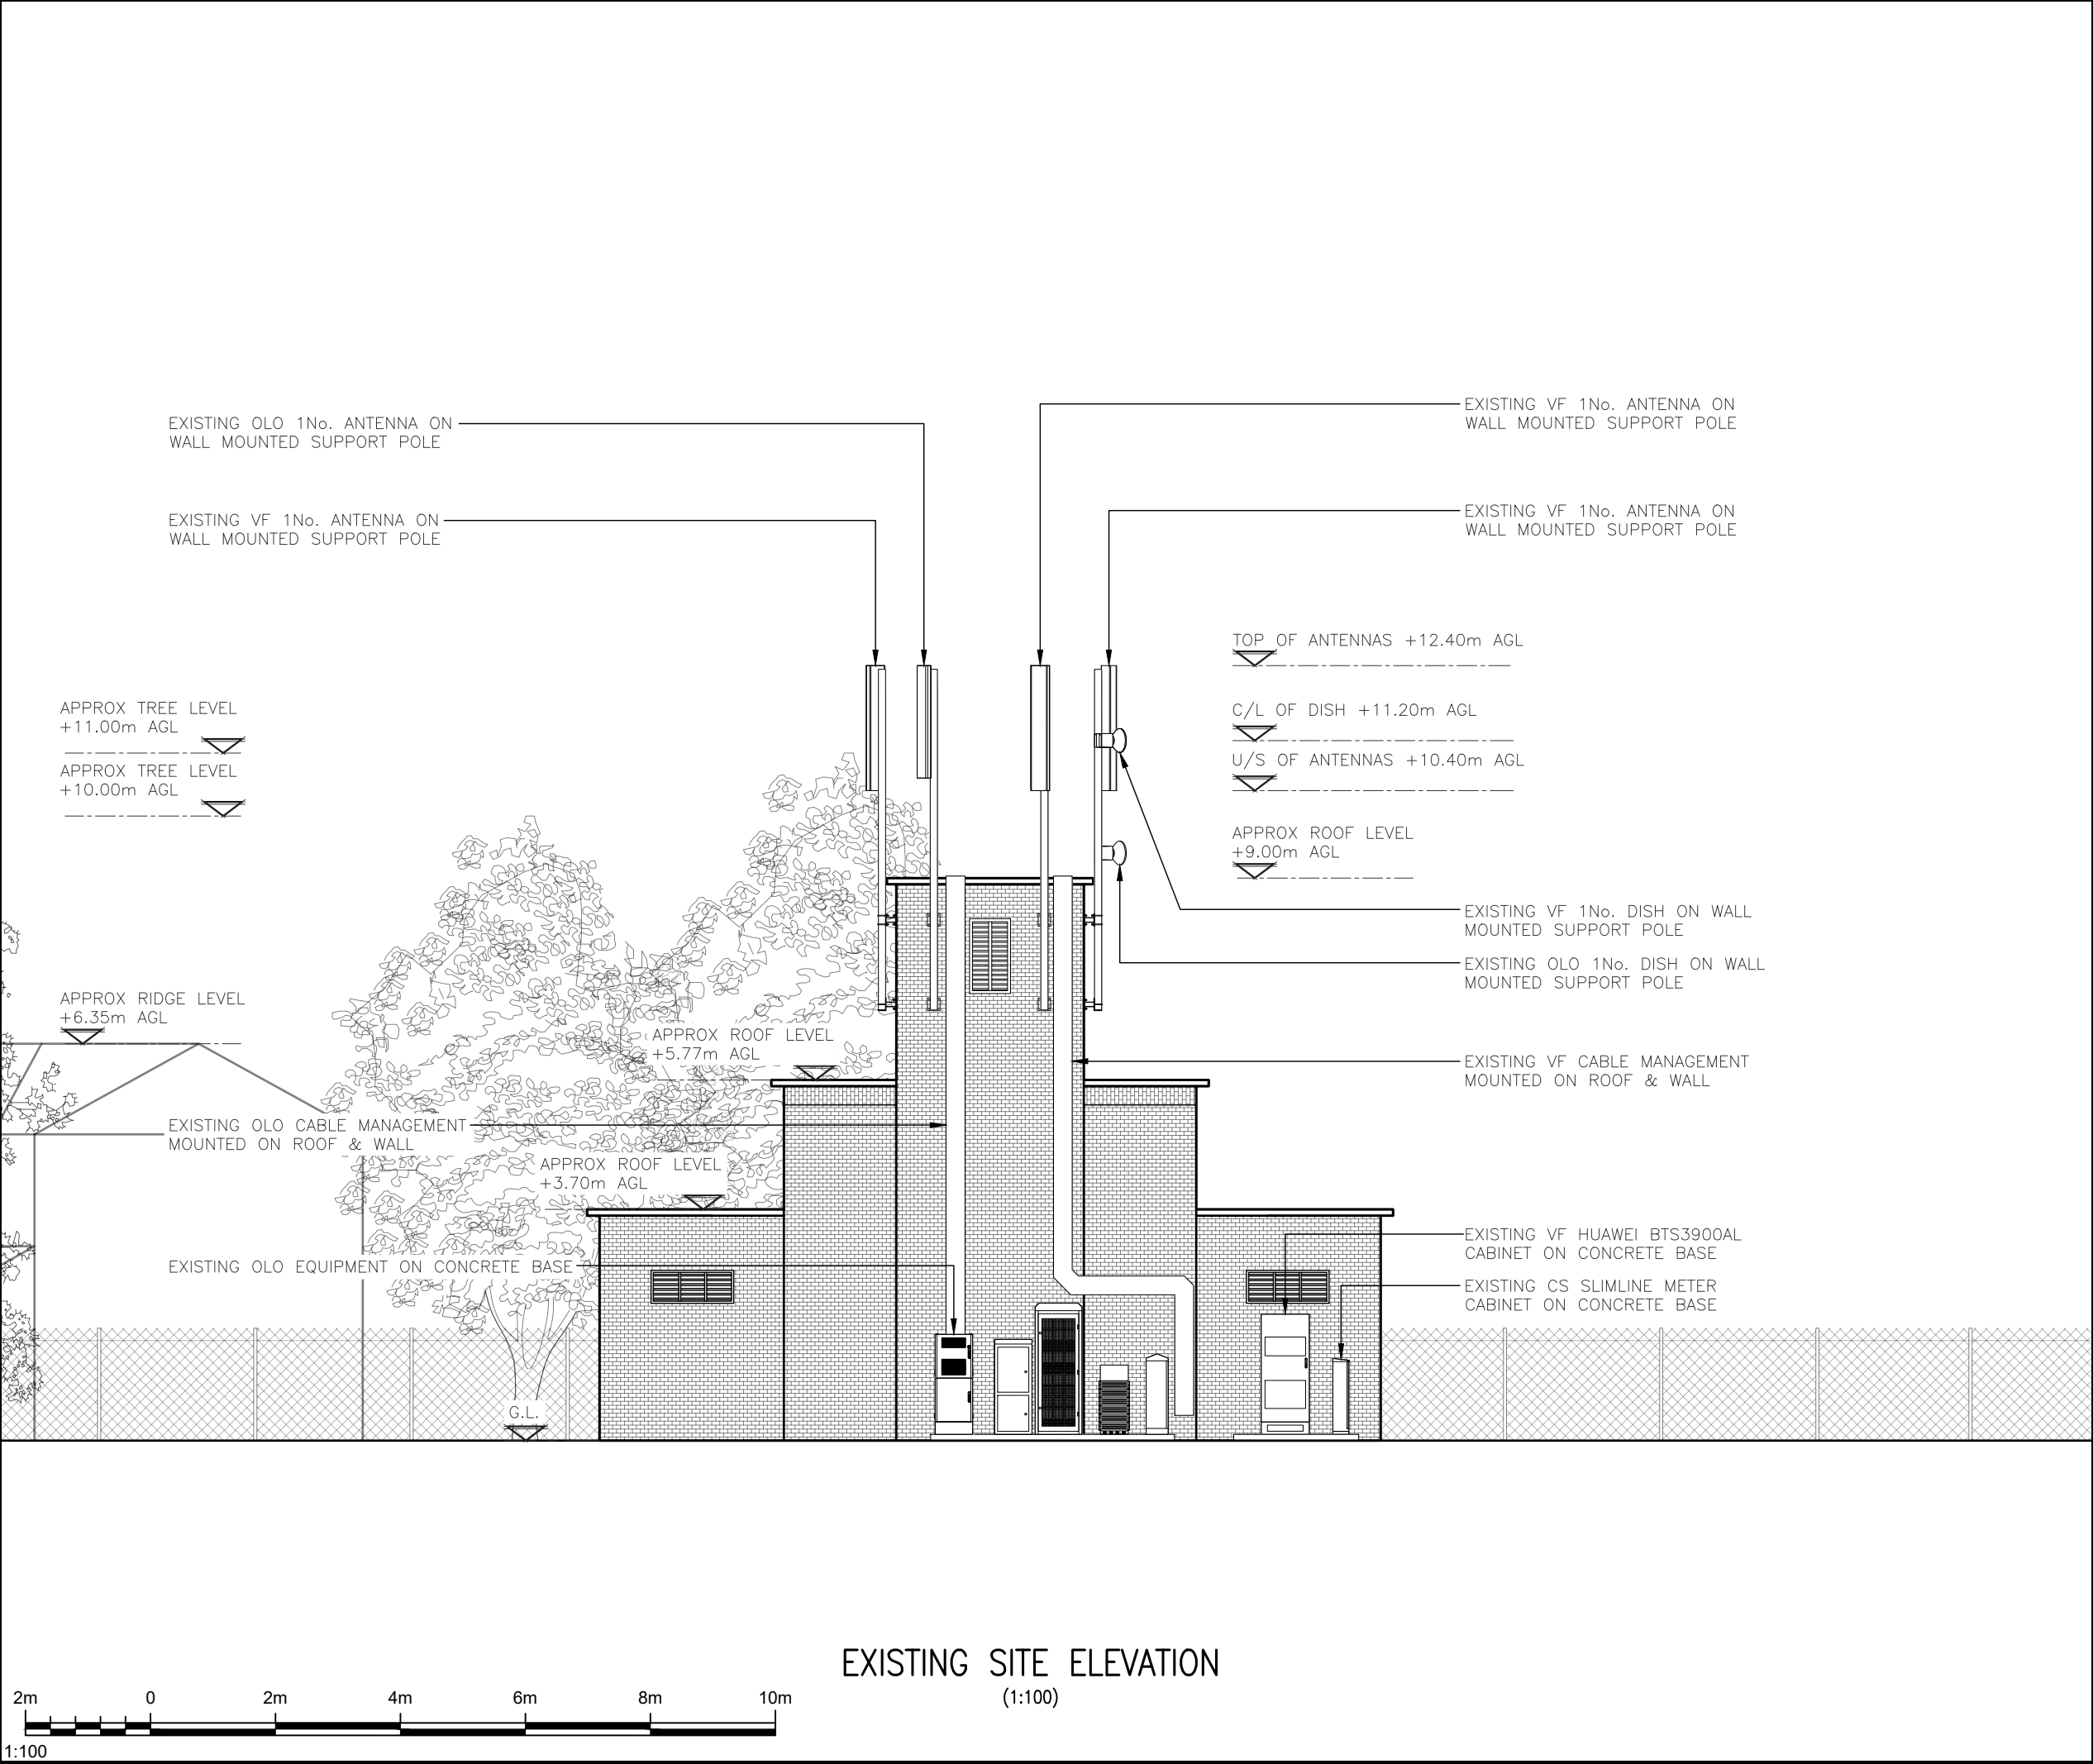 EXISTING OLO 1No. ANTENNA ON
WALL MOUNTED SUPPORT POLE
EXISTING VF 1No. ANTENNA ON
WALL MOUNTED SUPPORT POLE
EXISTING VF 1No. ANTENNA ON
WALL MOUNTED SUPPORT POLE
EXISTING VF 1No. ANTENNA ON
WALL MOUNTED SUPPORT POLE
TOP OF ANTENNAS +12.40m AGL
C/L OF DISH +11.20m AGL
U/S OF ANTENNAS +10.40m AGL
APPROX ROOF LEVEL
+9.00m AGL
APPROX TREE LEVEL
+11.00m AGL
APPROX TREE LEVEL
+10.00m AGL
EXISTING VF 1No. DISH ON WALL
MOUNTED SUPPORT POLE
EXISTING OLO 1No. DISH ON WALL
MOUNTED SUPPORT POLE
APPROX RIDGE LEVEL
+6.35m AGL
APPROX ROOF LEVEL
+5.77m AGL
EXISTING VF CABLE MANAGEMENT
MOUNTED ON ROOF & WALL
EXISTING OLO CABLE MANAGEMENT
MOUNTED ON ROOF & WALL
APPROX ROOF LEVEL
+3.70m AGL
EXISTING VF HUAWEI BTS3900AL
CABINET ON CONCRETE BASE
EXISTING OLO EQUIPMENT ON CONCRETE BASE
EXISTING CS SLIMLINE METER
CABINET ON CONCRETE BASE
G.L.
EXISTING SITE ELEVATION
(1:100)
2m 0 2m 4m 6m 8m 10m
1:100